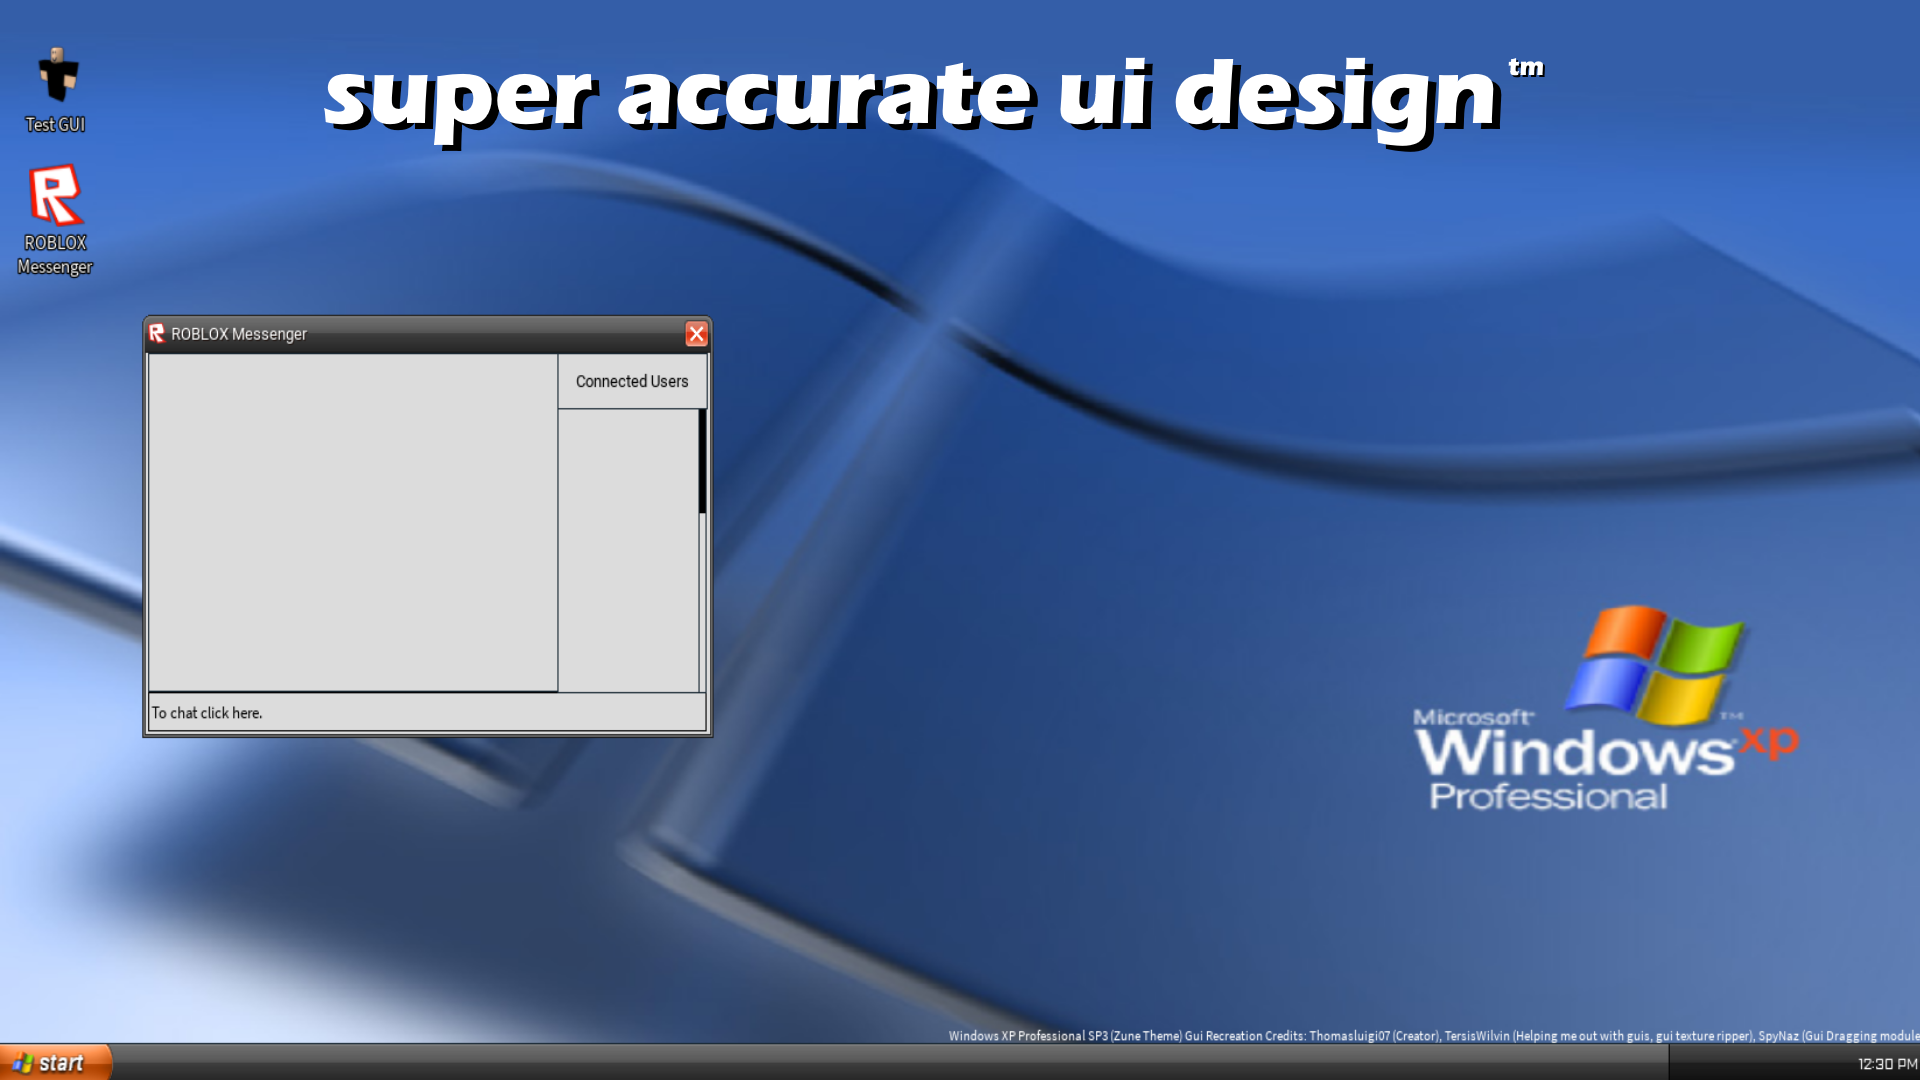 super accurate ui design™
Test GUI
ROBLOX
Messenger
ROBLOX Messenger
Connected Users
To chat click here.
Microsoft
Windows xp
TM
Professional
Windows XP Professional SP3 (Zune Theme) Gui Recreation Credits: Thomasluigi07 (Creator), TersisWilvin (Helping me out with guis, gui texture ripper), SpyNaz (Gui Dragging module
start
12:30 PM